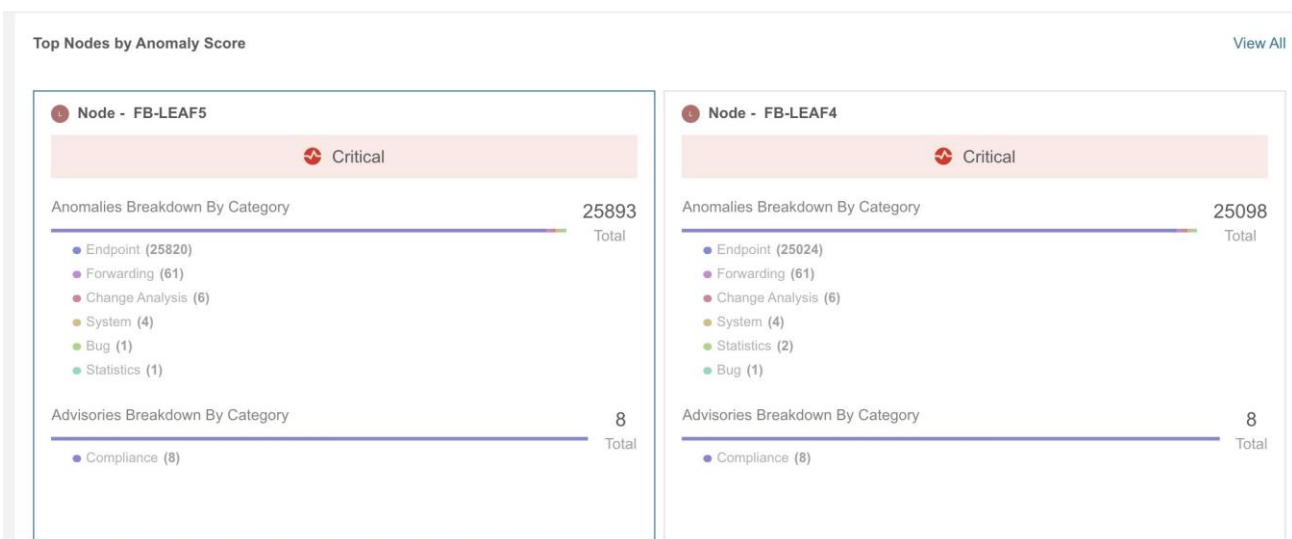 Top Nodes by Anomaly Score
View All
L Node - FB-LEAF5
Critical
Anomalies Breakdown By Category
25893
Total
Endpoint (25820)
Forwarding (61)
Change Analysis (6)
System (4)
Bug (1)
Statistics (1)
Advisories Breakdown By Category
8
Total
Compliance (8)
L Node - FB-LEAF4
Critical
Anomalies Breakdown By Category
25098
Total
Endpoint (25024)
Forwarding (61)
Change Analysis (6)
System (4)
Statistics (2)
Bug (1)
Advisories Breakdown By Category
8
Total
Compliance (8)